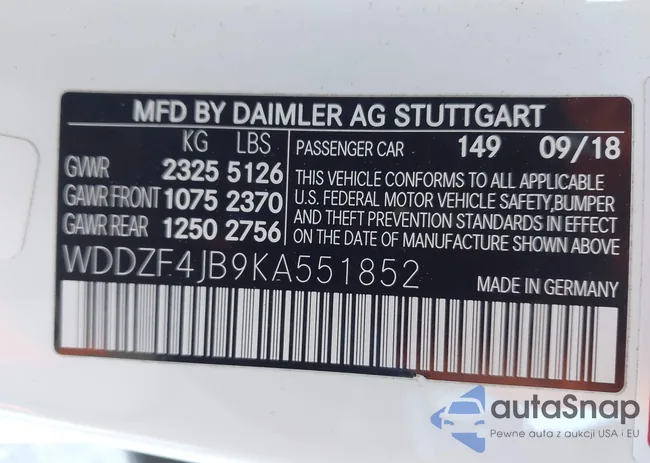 MFD BY DAIMLER AG STUTTGART
KG LBS
GVWR 2325 5126
GAWR FRONT 1075 2370
GAWR REAR 1250 2756
PASSENGER CAR 149 09/18
THIS VEHICLE CONFORMS TO ALL APPLICABLE
U.S. FEDERAL MOTOR VEHICLE SAFETY,BUMPER
AND THEFT PREVENTION STANDARDS IN EFFECT
ON THE DATE OF MANUFACTURE SHOWN ABOVE
WDDZF4JB9KA551852
MADE IN GERMANY
autaSnap
Pewne auta z aukcji USA i EU